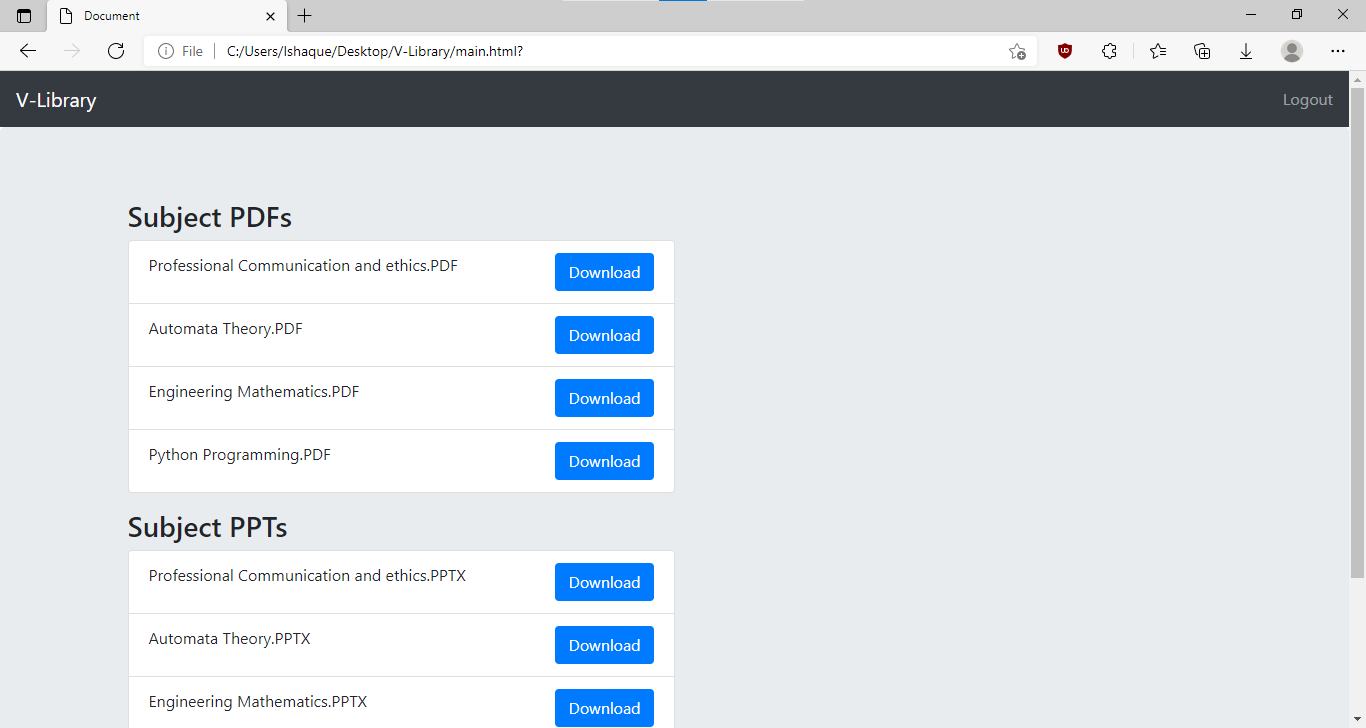 Document
File
C:/Users/Ishaque/Desktop/V-Library/main.html?
V-Library
Logout
Subject PDFs
Professional Communication and ethics.PDF Download
Automata Theory.PDF Download
Engineering Mathematics.PDF Download
Python Programming.PDF Download
Subject PPTs
Professional Communication and ethics.PPTX Download
Automata Theory.PPTX Download
Engineering Mathematics.PPTX Download